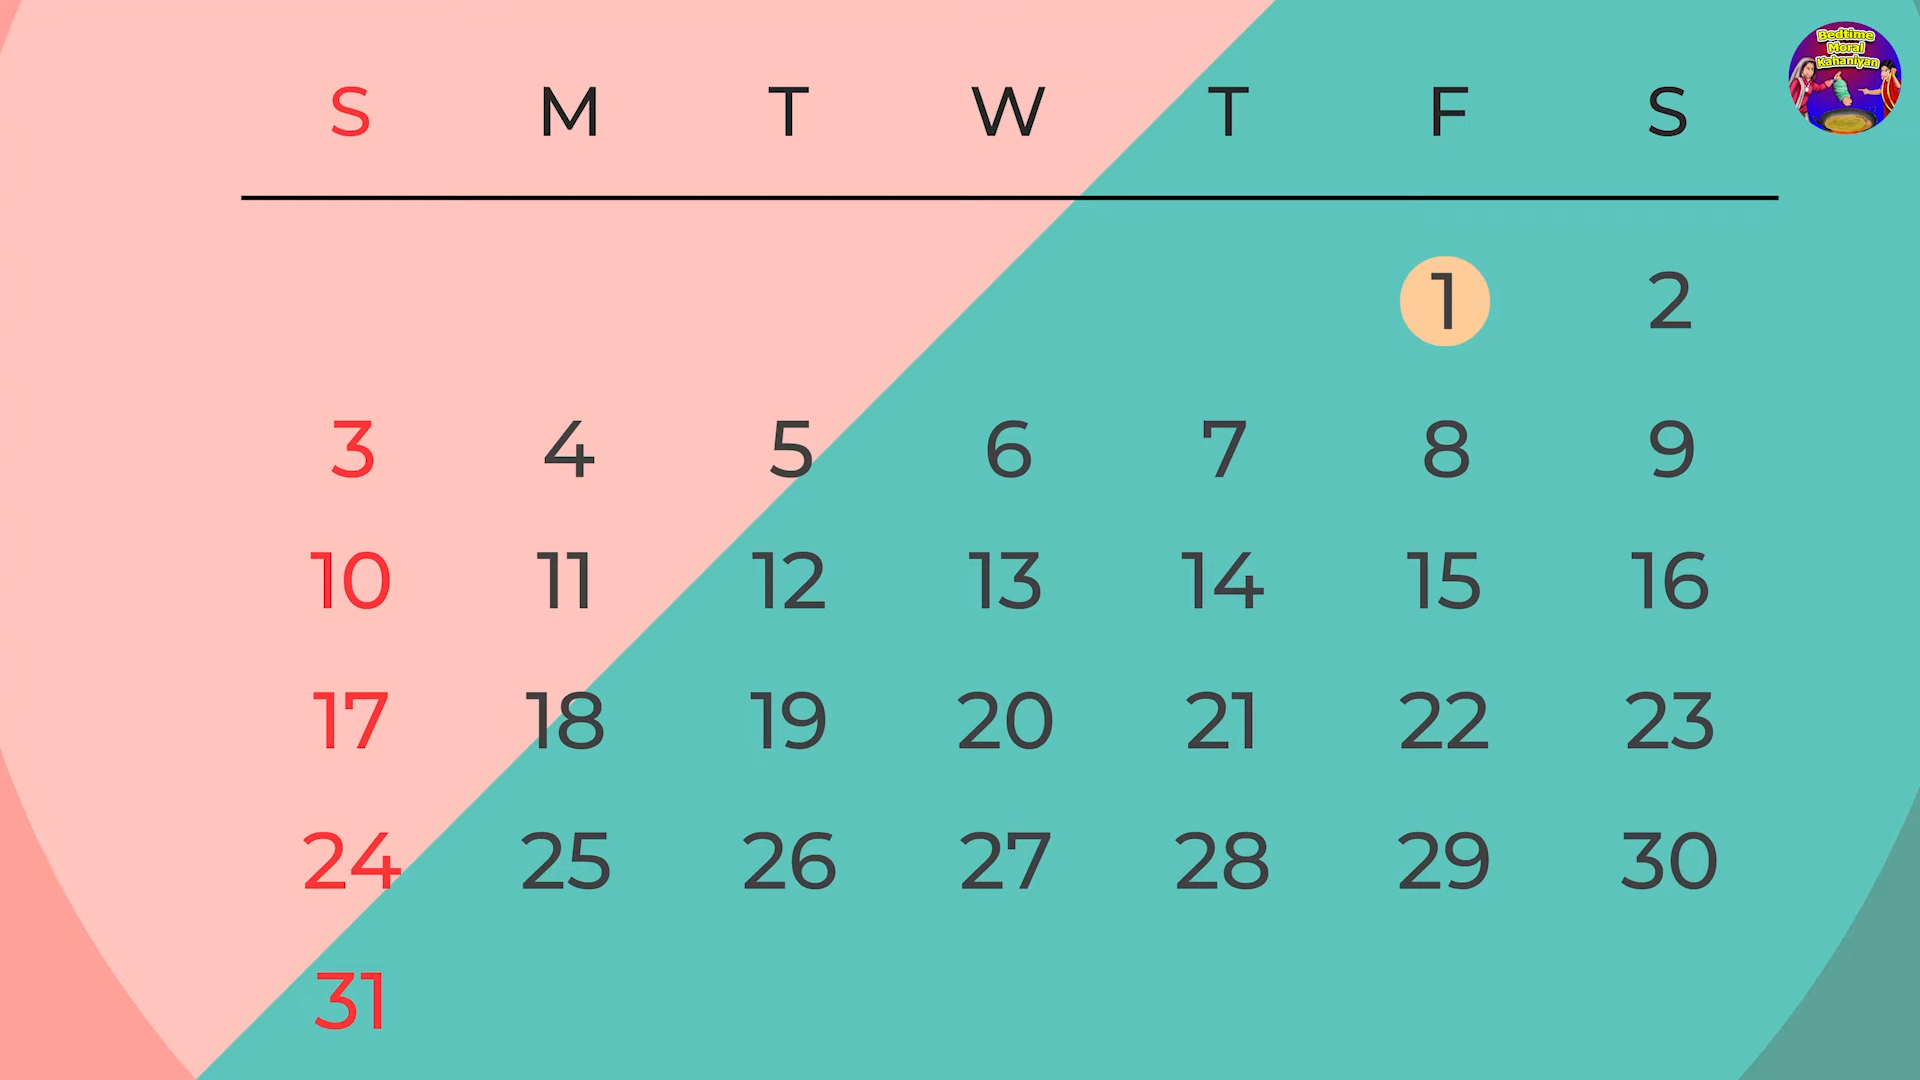 Bedtime
Moral
Kahaniyan
S M T W T F S
1 2
3 4 5 6 7 8 9
10 11 12 13 14 15 16
17 18 19 20 21 22 23
24 25 26 27 28 29 30
31